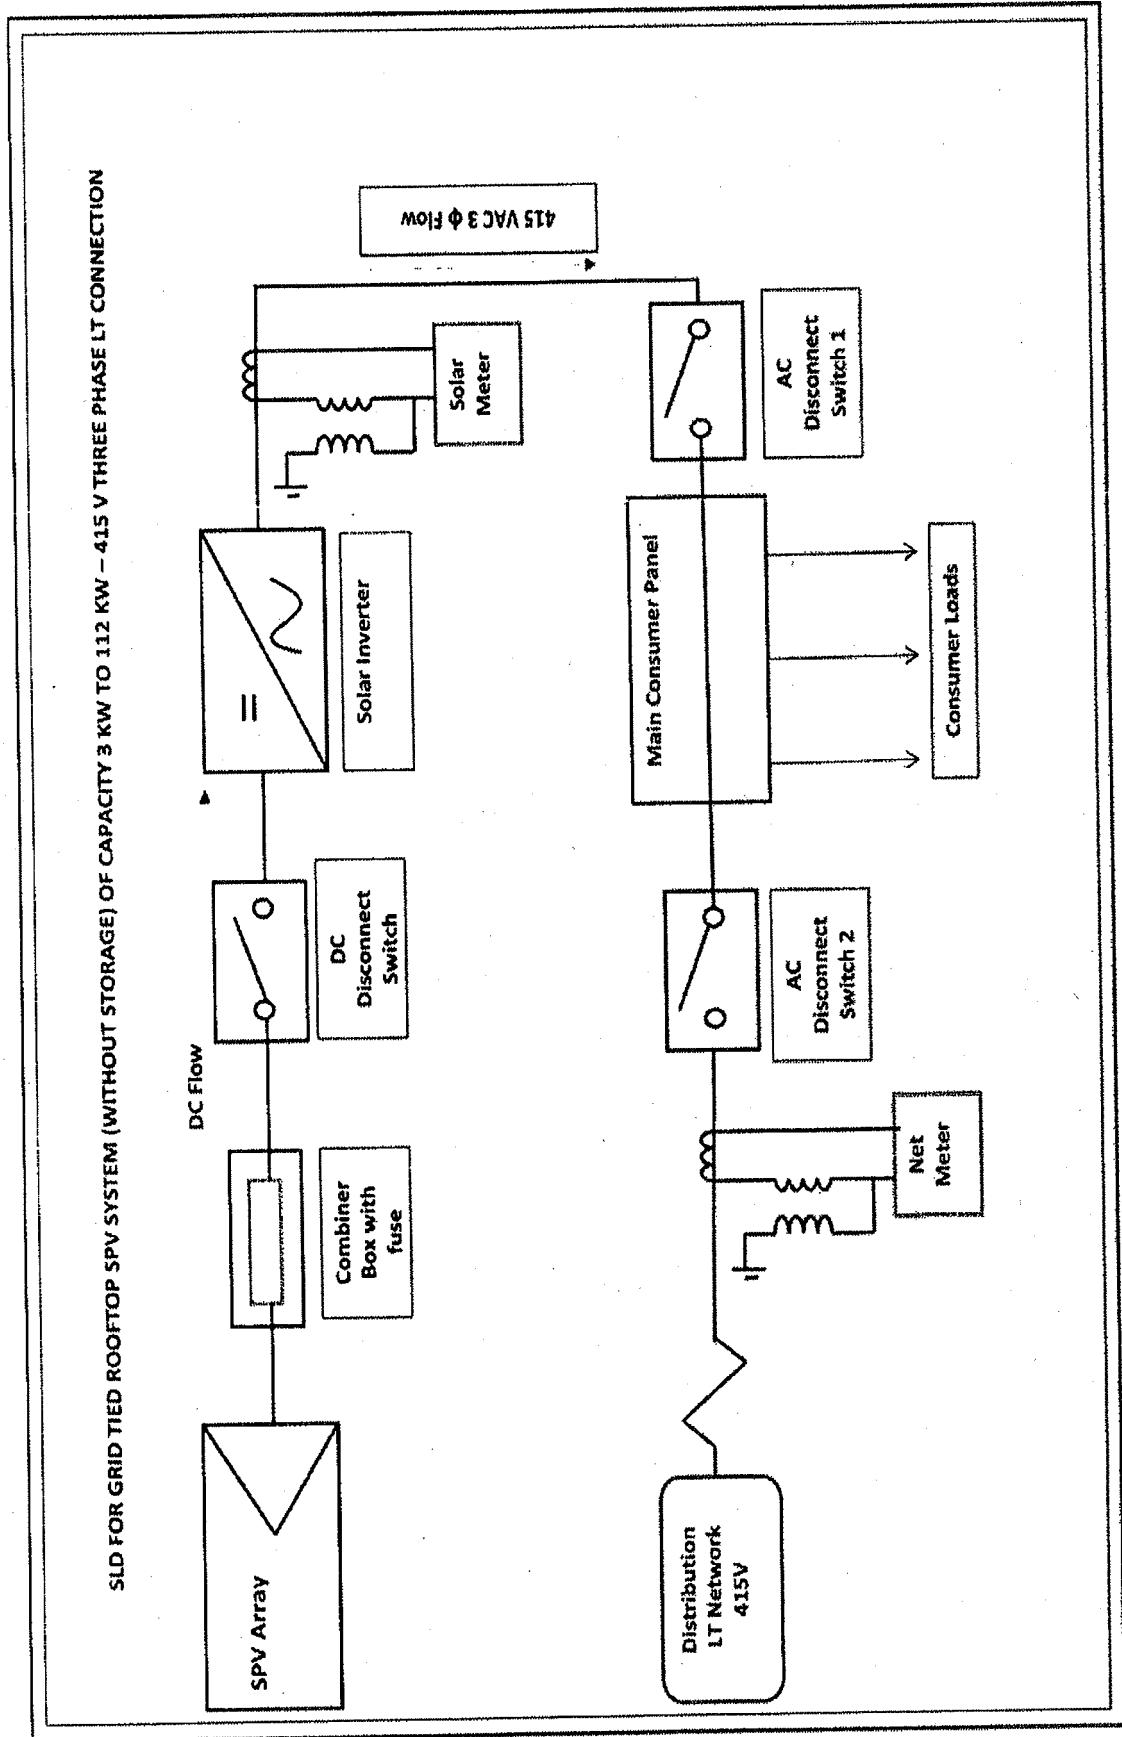 SLD FOR GRID TIED ROOFTOP SPV SYSTEM (WITHOUT STORAGE) OF CAPACITY 3 KW TO 112 KW – 415 V THREE PHASE LT CONNECTION
DC Flow
SPV Array
Combiner
Box with
fuse
DC
Disconnect
Switch
Solar Inverter
Solar
Meter
415 VAC 3 ϕ Flow
Distribution
LT Network
415V
Net
Meter
AC
Disconnect
Switch 2
Main Consumer Panel
Consumer Loads
AC
Disconnect
Switch 1